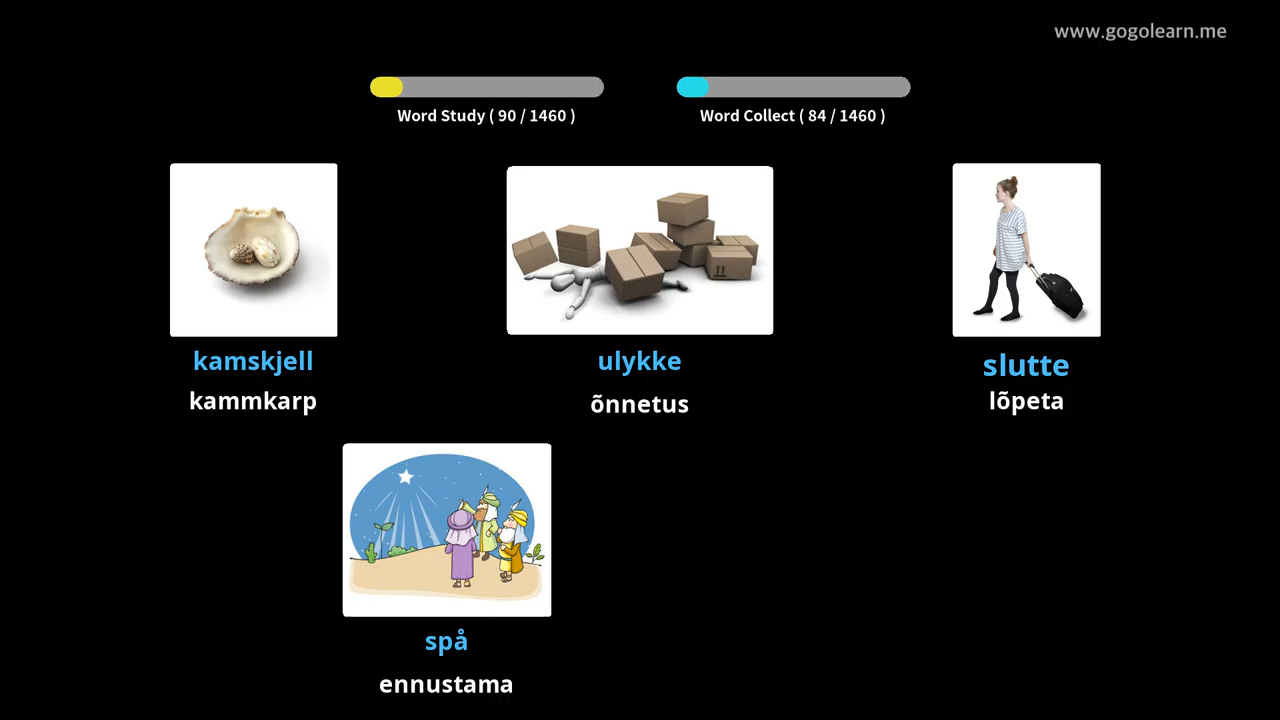 www.gogolearn.me
Word Study ( 90 / 1460 )
Word Collect ( 84 / 1460 )
kamskjell
kammkarp
ulykke
õnnetus
slutte
lõpeta
spå
ennustama